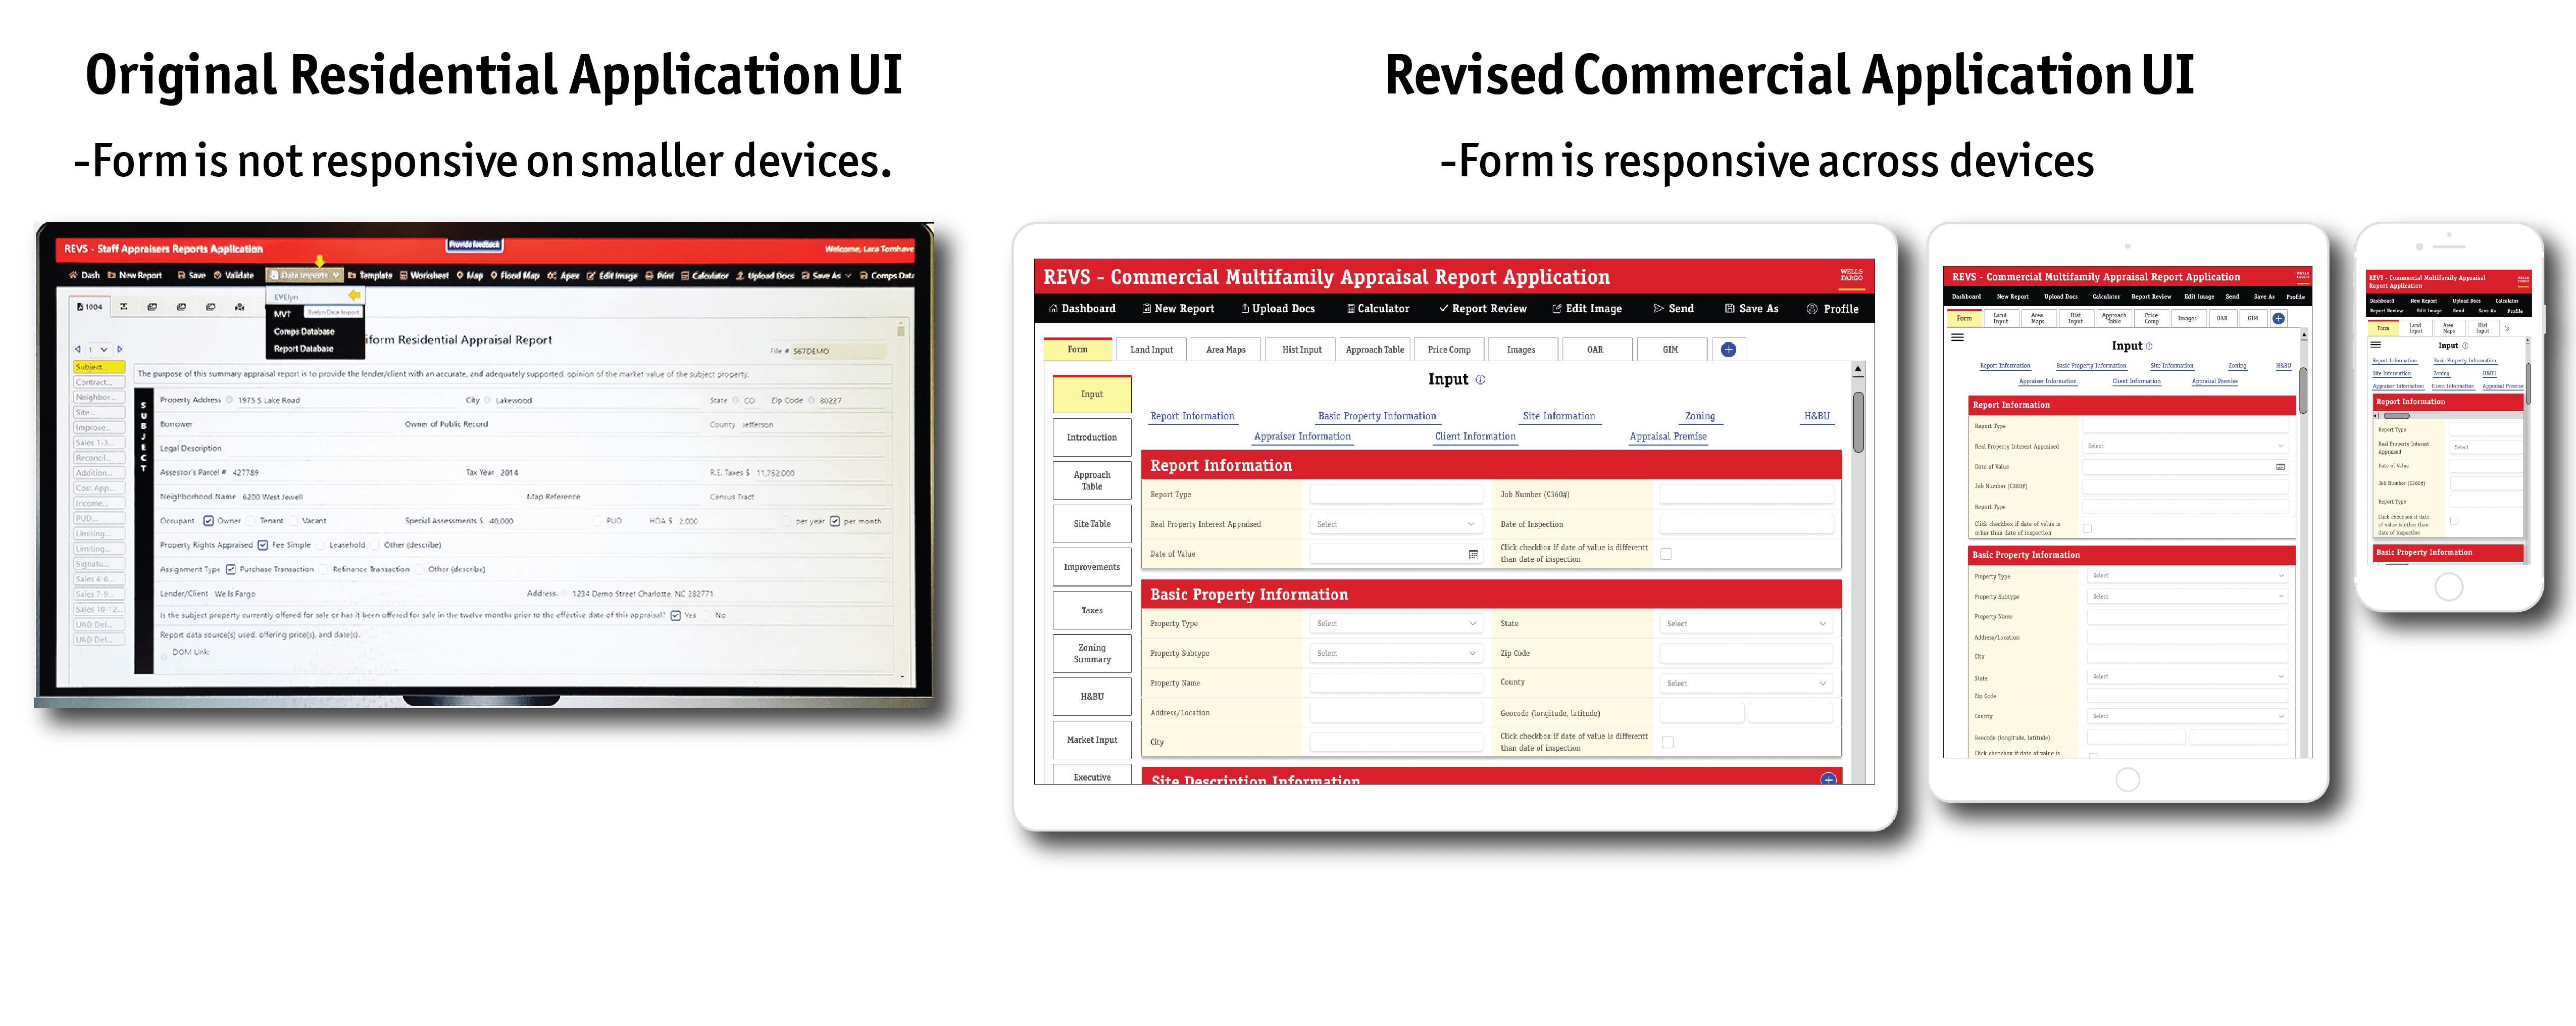 Original Residential Application UI
-Form is not responsive on smaller devices.
REVS - Staff Appraisers Reports Application
Provide feedback
Welcome, Lara Tomhave
Dash New Report Save Validate Data Imports Template Worksheet Map Flood Map Apex Edit Image Print Calculator Upload Docs Save As Comps Data
EVElyn
MVT
Evelyn Data Import
Comps Database
Report Database
1004
1
iform Residential Appraisal Report
File # 567DEMO
The purpose of this summary appraisal report is to provide the lender/client with an accurate, and adequately supported, opinion of the market value of the subject property.
Subject...
Contract...
Neighbor...
Site...
Improve...
Sales 1-3...
Reconcil...
Addition...
Cost App...
Income...
PUD...
Limiting...
Limiting...
Signatu...
Sales 4-6...
Sales 7-9...
Sales 10-12...
UAD Def...
UAD Def...
SUBJECT
Property Address 1975 S Lake Road City Lakewood State CO Zip Code 80227
Borrower Owner of Public Record County Jefferson
Legal Description
Assessor's Parcel # 427789 Tax Year 2014 R.E. Taxes $ 11,752.000
Neighborhood Name 6200 West Jewell Map Reference Census Tract
Occupant Owner Tenant Vacant Special Assessments $ 40,000 PUD HOA $ 2,000 per year per month
Property Rights Appraised Fee Simple Leasehold Other (describe)
Assignment Type Purchase Transaction Refinance Transaction Other (describe)
Lender/Client Wells Fargo Address 1234 Demo Street Charlotte, NC 282771
Is the subject property currently offered for sale or has it been offered for sale in the twelve months prior to the effective date of this appraisal? Yes No
Report data source(s) used, offering price(s), and date(s).
DOM Unk:
Revised Commercial Application UI
-Form is responsive across devices
REVS - Commercial Multifamily Appraisal Report Application
WELLS
FARGO
Dashboard New Report Upload Docs Calculator Report Review Edit Image Send Save As Profile
Form Land Input Area Maps Hist Input Approach Table Price Comp Images OAR GIM
Input
Introduction
Approach
Table
Site Table
Improvements
Taxes
Zoning
Summary
H&BU
Market Input
Executive
Input
Report Information Basic Property Information Site Information Zoning H&BU
Appraiser Information Client Information Appraisal Premise
Report Information
Report Type Job Number (C360#)
Real Property Interest Appraised Select Date of Inspection
Date of Value Click checkbox if date of value is differentt
than date of inspection
Basic Property Information
Property Type Select State Select
Property Subtype Select Zip Code
Property Name County Select
Address/Location Geocode (longitude, latitude)
City Click checkbox if date of value is differentt
than date of inspection
Site Description Information
REVS - Commercial Multifamily Appraisal Report Application
WELLS
FARGO
Dashboard New Report Upload Docs Calculator Report Review Edit Image Send Save As Profile
Form Land Input Area Maps Hist Input Approach Table Price Comp Images OAR GIM
Input
Report Information Basic Property Information Site Information Zoning H&BU
Appraiser Information Client Information Appraisal Premise
Report Information
Report Type
Real Property Interest Appraised Select
Date of Value
Job Number (C360#)
Report Type
Click checkbox if date of value is
other than date of inspection
Basic Property Information
Property Type Select
Property Subtype Select
Property Name
Address/Location
City
State Select
Zip Code
County Select
Geocode (longitude, latitude)
Click checkbox if date of value is
REVS - Commercial Multifamily Appraisal
Report Application
WELLS
FARGO
Dashboard New Report Upload Docs Calculator
Report Review Edit Image Send Save As Profile
Form Land Input Area Maps Hist Input
Input
Report Information Basic Property Information
Site Information Zoning H&BU
Appraiser Information Client Information Appraisal Premise
Report Information
Report Type
Real Property Interest
Appraised
Select
Date of Value
Job Number (C360#)
Report Type
Click checkbox if date
of value is other than
date of inspection
Basic Property Information